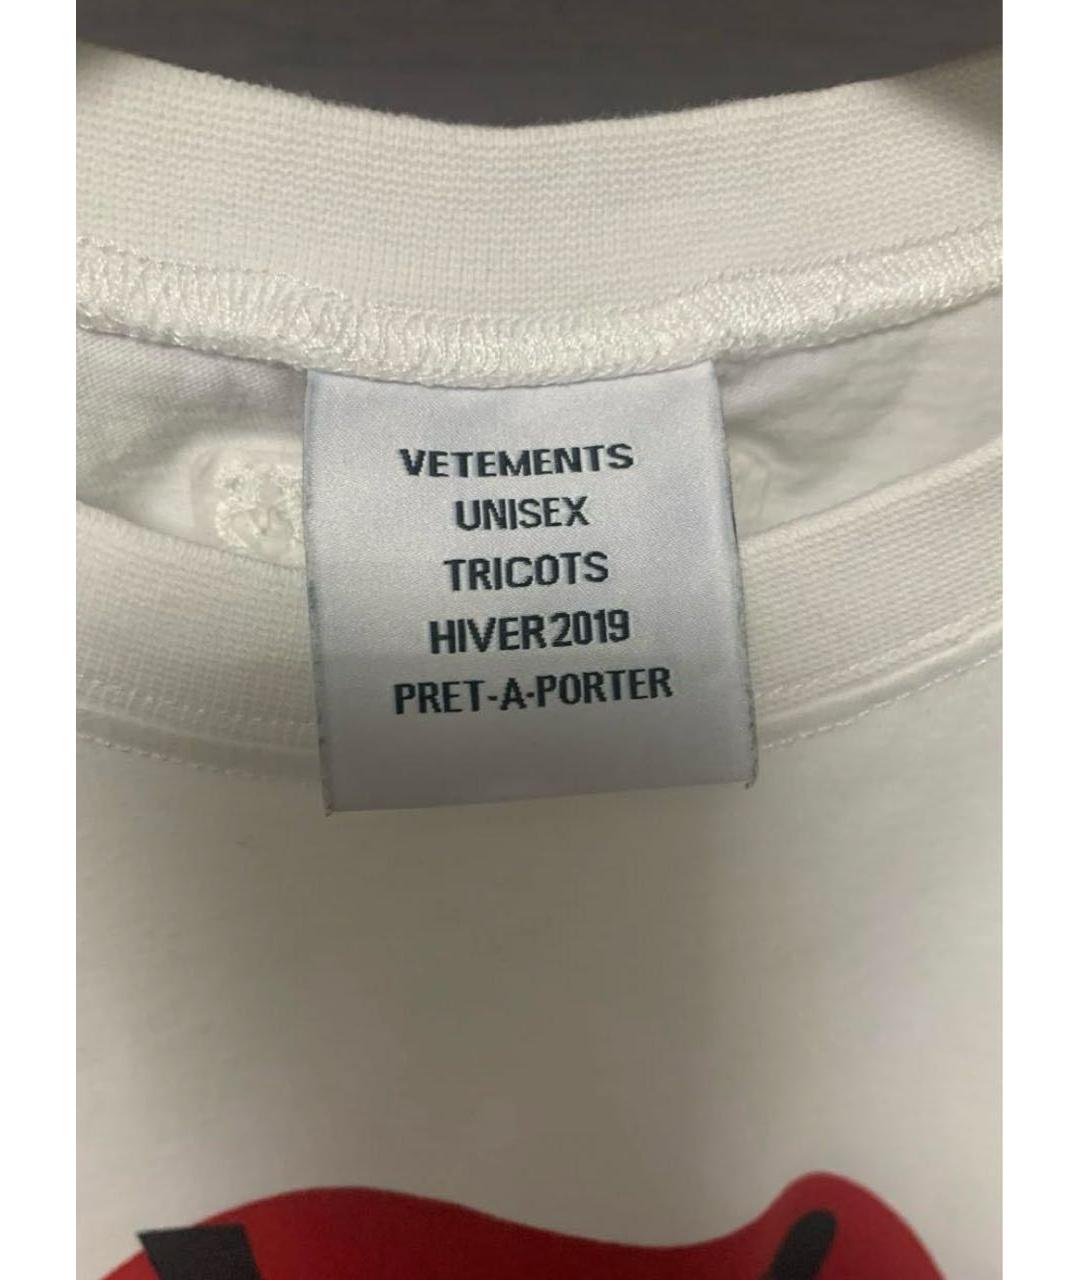 VETEMENTS
UNISEX
TRICOTS
HIVER 2019
PRET-A-PORTER